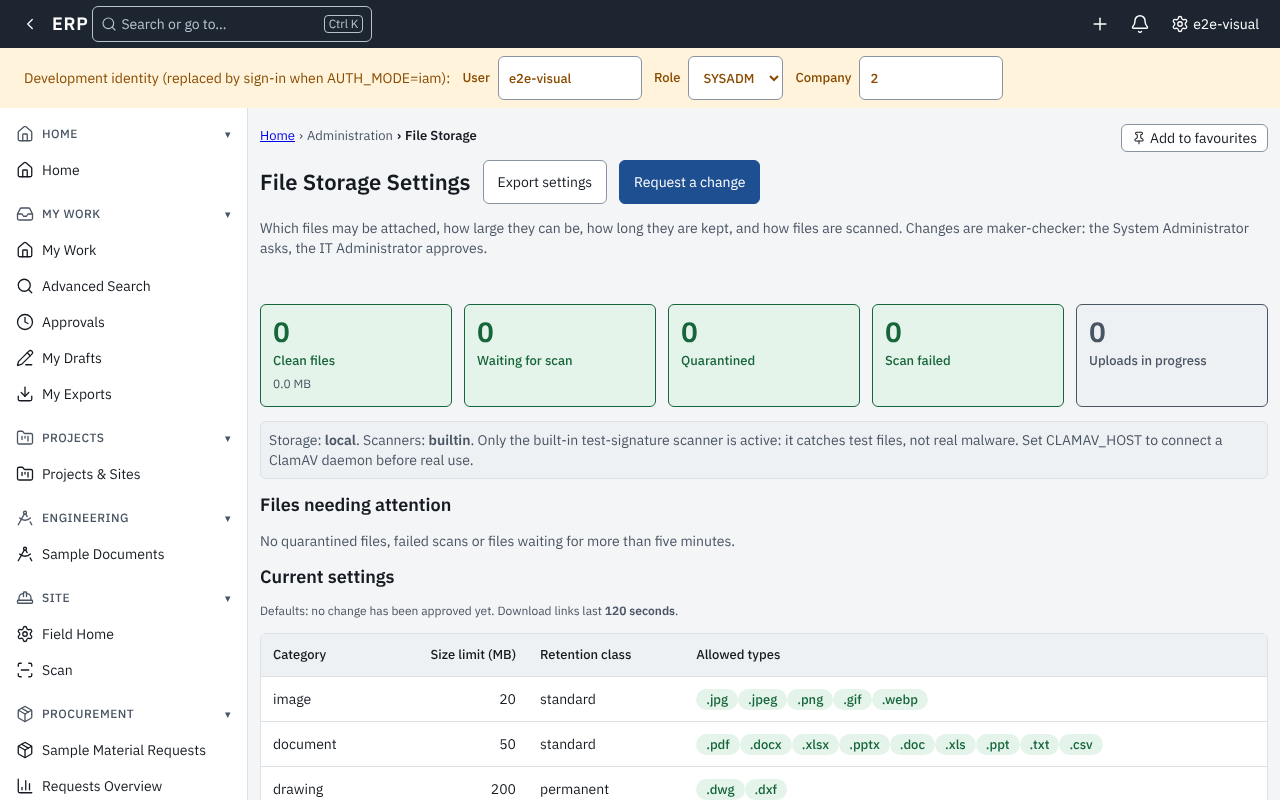 ERP
Search or go to...
Ctrl K
e2e-visual
Development identity (replaced by sign-in when AUTH_MODE=iam):
User
e2e-visual
Role
SYSADM
Company
2
HOME
Home
MY WORK
My Work
Advanced Search
Approvals
My Drafts
My Exports
PROJECTS
Projects & Sites
ENGINEERING
Sample Documents
SITE
Field Home
Scan
PROCUREMENT
Sample Material Requests
Requests Overview
Home › Administration › File Storage
Add to favourites
File Storage Settings
Export settings
Request a change
Which files may be attached, how large they can be, how long they are kept, and how files are scanned. Changes are maker-checker: the System Administrator
asks, the IT Administrator approves.
0
Clean files
0.0 MB
0
Waiting for scan
0
Quarantined
0
Scan failed
0
Uploads in progress
Storage: local. Scanners: builtin. Only the built-in test-signature scanner is active: it catches test files, not real malware. Set CLAMAV_HOST to connect a
ClamAV daemon before real use.
Files needing attention
No quarantined files, failed scans or files waiting for more than five minutes.
Current settings
Defaults: no change has been approved yet. Download links last 120 seconds.
Category Size limit (MB) Retention class Allowed types
image 20 standard .jpg .jpeg .png .gif .webp
document 50 standard .pdf .docx .xlsx .pptx .doc .xls .ppt .txt .csv
drawing 200 permanent .dwg .dxf